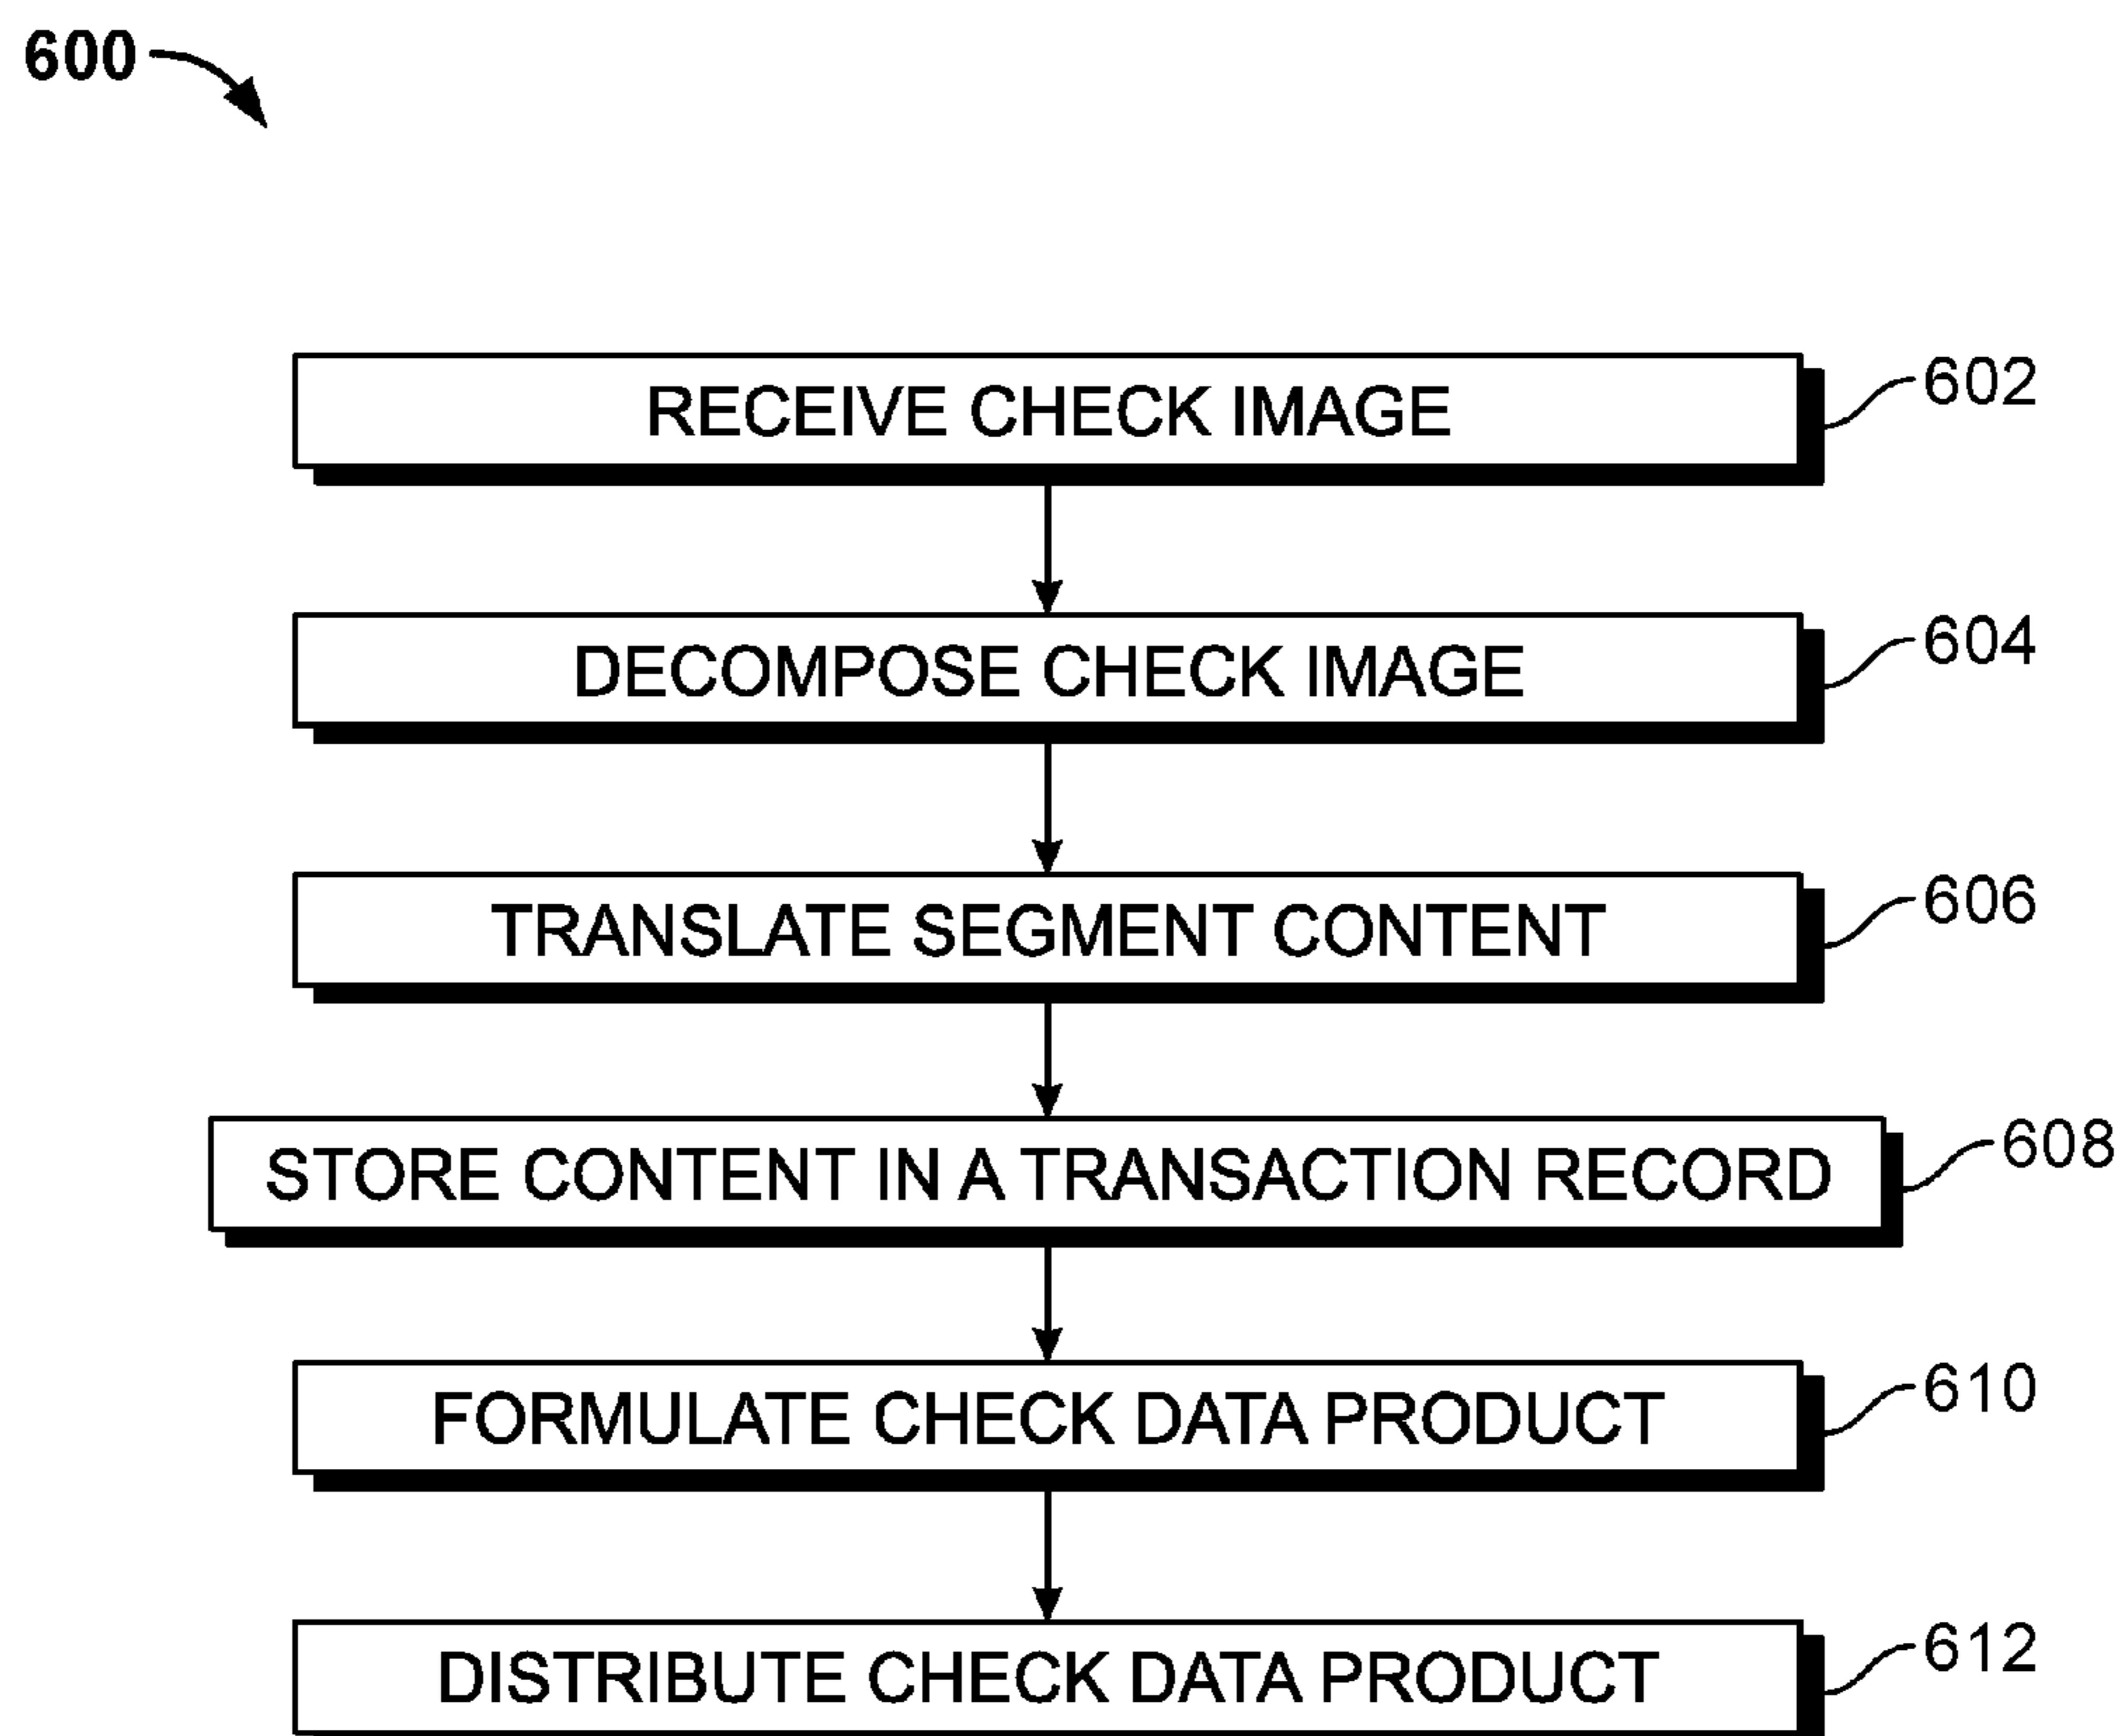 600
RECEIVE CHECK IMAGE 602
DECOMPOSE CHECK IMAGE 604
TRANSLATE SEGMENT CONTENT 606
STORE CONTENT IN A TRANSACTION RECORD 608
FORMULATE CHECK DATA PRODUCT 610
DISTRIBUTE CHECK DATA PRODUCT 612